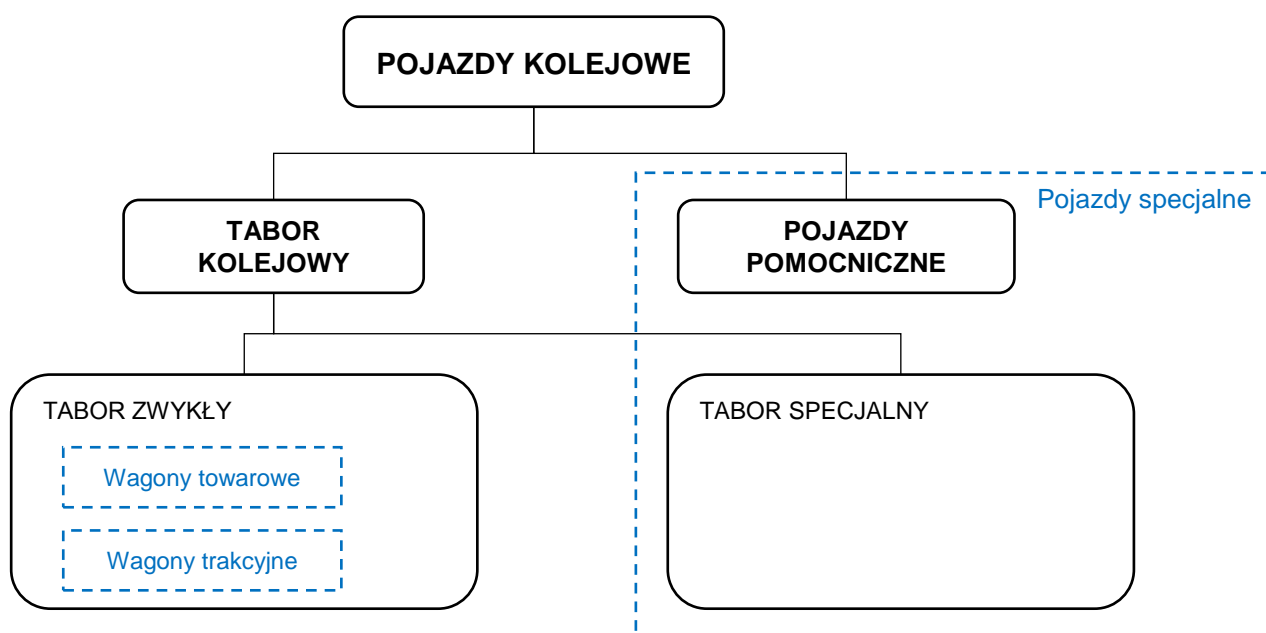 POJAZDY KOLEJOWE
Pojazdy specjalne
TABOR
KOLEJOWY
POJAZDY
POMOCNICZNE
TABOR ZWYKŁY
Wagony towarowe
Wagony trakcyjne
TABOR SPECJALNY